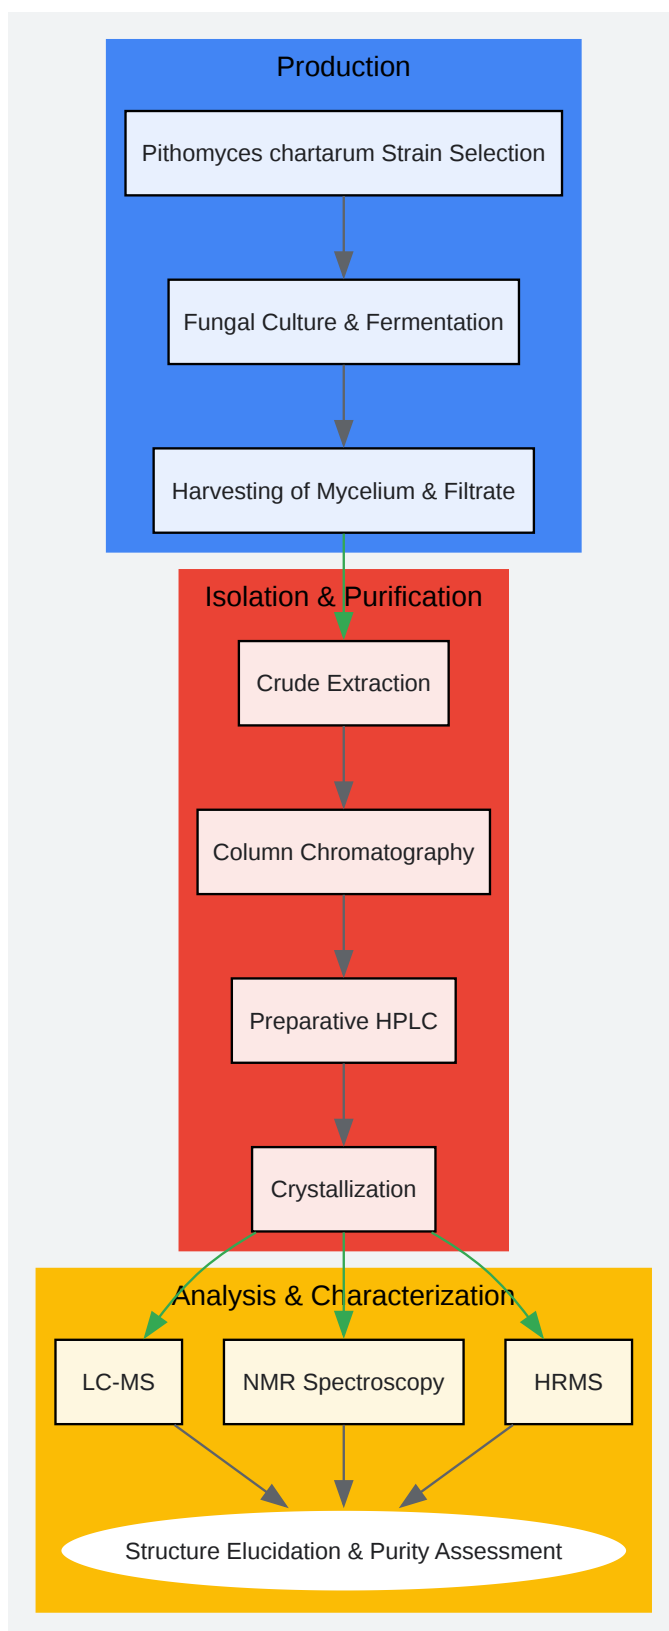 Production
Pithomyces chartarum Strain Selection
Fungal Culture & Fermentation
Harvesting of Mycelium & Filtrate
Isolation & Purification
Crude Extraction
Column Chromatography
Preparative HPLC
Crystallization
Analysis & Characterization
LC-MS
NMR Spectroscopy
HRMS
Structure Elucidation & Purity Assessment